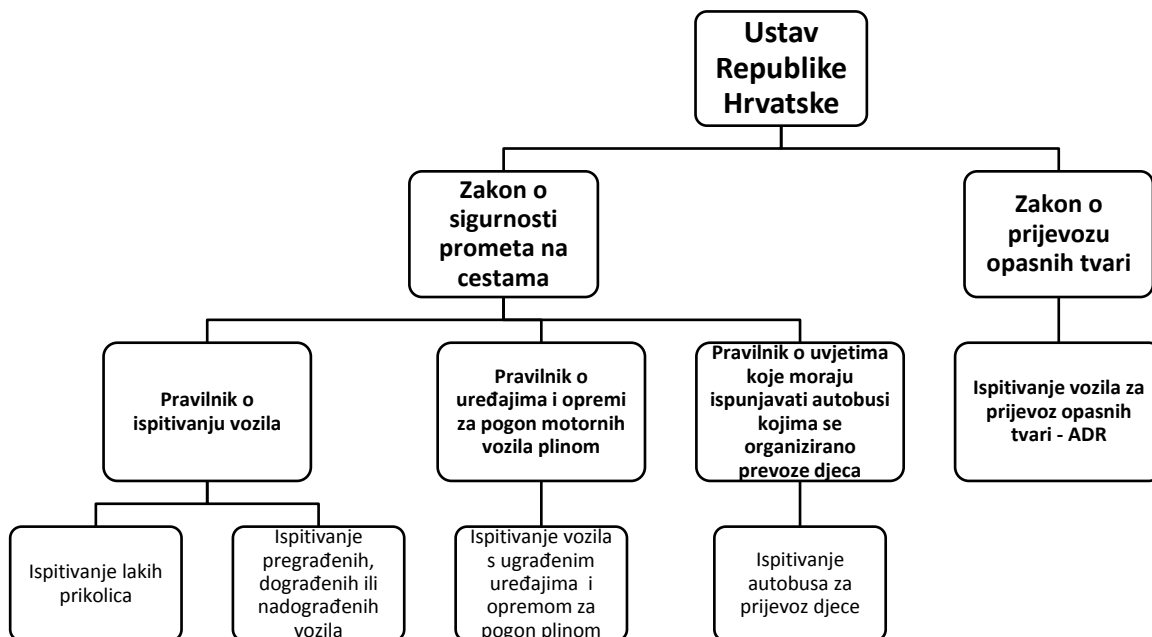 Ustav
Republike
Hrvatske
Zakon o
sigurnosti
prometa na
cestama
Zakon o
prijevozu
opasnih tvari
Pravilnik o
ispitivanju vozila
Pravilnik o
uređajima i opremi
za pogon motornih
vozila plinom
Pravilnik o uvjetima
koje moraju
ispunjavati autobusi
kojima se
organizirano
prevoze djeca
Ispitivanje vozila za
prijevoz opasnih
tvari - ADR
Ispitivanje lakih
prikolica
Ispitivanje
pregrađenih,
dograđenih ili
nadograđenih
vozila
Ispitivanje vozila
s ugrađenim
uređajima i
opremom za
pogon plinom
Ispitivanje
autobusa za
prijevoz djece